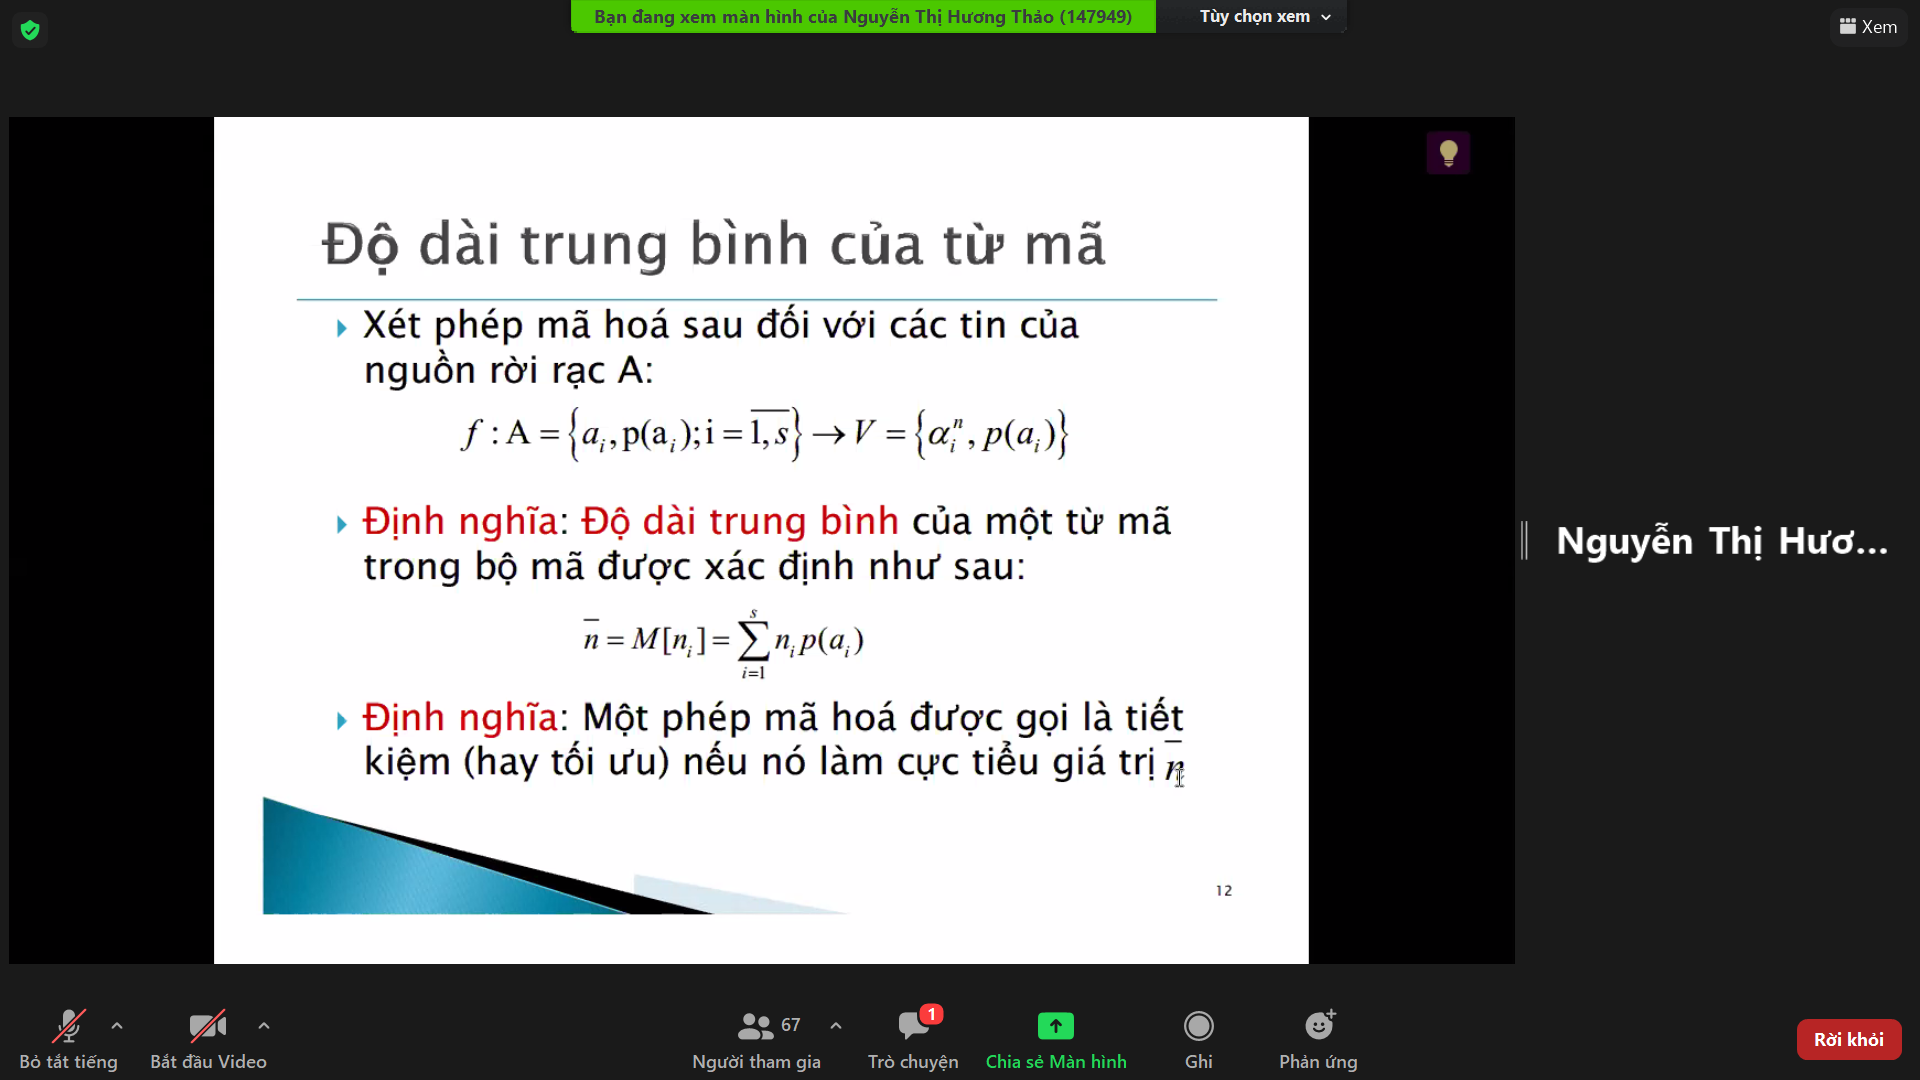 Bạn đang xem màn hình của Nguyễn Thị Hương Thảo (147949)
Tùy chọn xem
Xem
Độ dài trung bình của từ mã
Xét phép mã hoá sau đối với các tin của
nguồn rời rạc A:
f : A = {a_i, p(a_i); i = \overline{1,s}} → V = {α_i^n, p(a_i)}
Định nghĩa: Độ dài trung bình của một từ mã
trong bộ mã được xác định như sau:
\overline{n} = M[n_i] = \sum_{i=1}^{s} n_i p(a_i)
Định nghĩa: Một phép mã hoá được gọi là tiết
kiệm (hay tối ưu) nếu nó làm cực tiểu giá trị \overline{n}
12
Nguyễn Thị Hươ...
Bỏ tắt tiếng
Bắt đầu Video
67
Người tham gia
1
Trò chuyện
Chia sẻ Màn hình
Ghi
Phản ứng
Rời khỏi